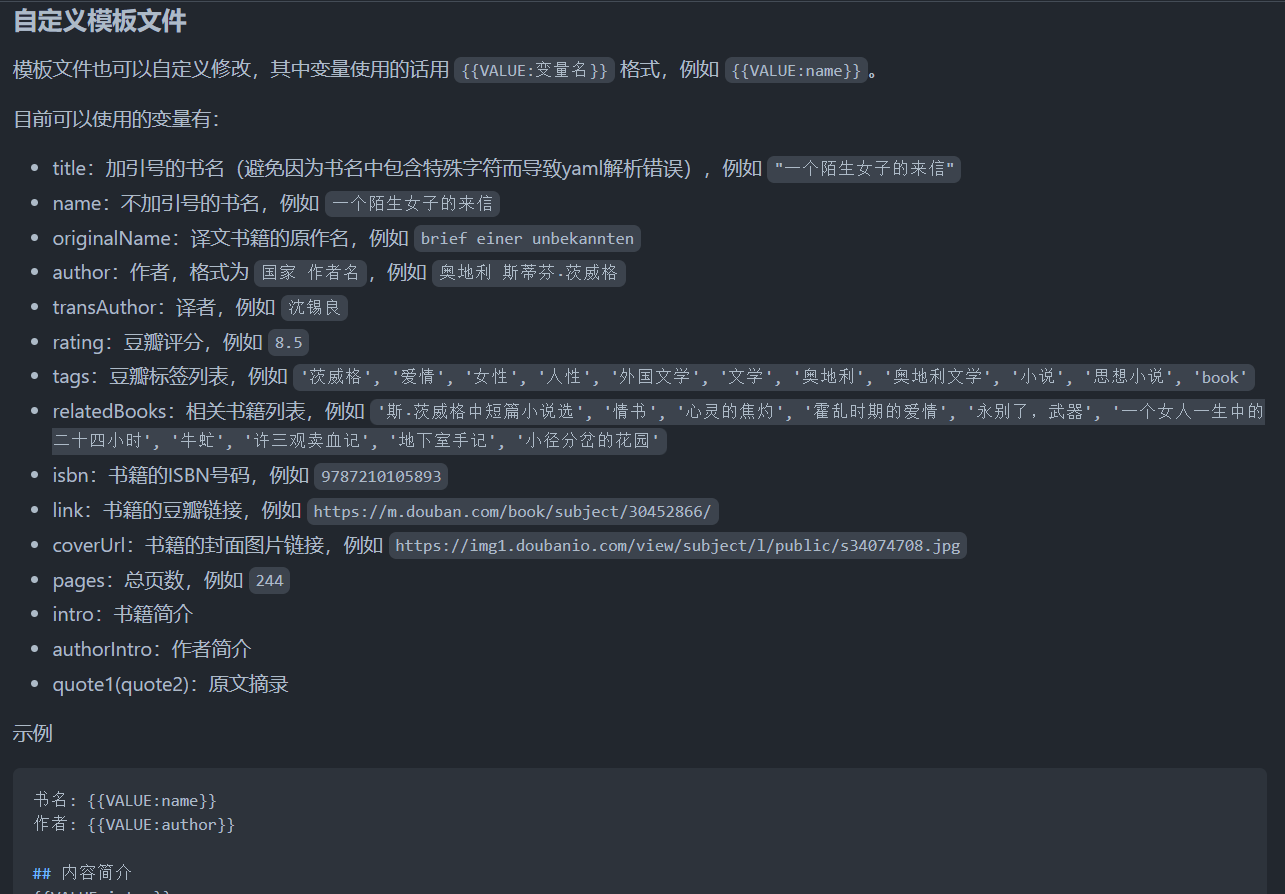 自定义模板文件
模板文件也可以自定义修改，其中变量使用的话用 {{VALUE:变量名}} 格式，例如 {{VALUE:name}} 。
目前可以使用的变量有：
• title：加引号的书名（避免因为书名中包含特殊字符而导致yaml解析错误），例如 "一个陌生女子的来信"
• name：不加引号的书名，例如 一个陌生女子的来信
• originalName：译文书籍的原作名，例如 brief einer unbekannten
• author：作者，格式为 国家 作者名 ，例如 奥地利 斯蒂芬·茨威格
• transAuthor：译者，例如 沈锡良
• rating：豆瓣评分，例如 8.5
• tags：豆瓣标签列表，例如 '茨威格', '爱情', '女性', '人性', '外国文学', '文学', '奥地利', '奥地利文学', '小说', '思想小说', 'book'
• relatedBooks：相关书籍列表，例如 '斯·茨威格中短篇小说选', '情书', '心灵的焦灼', '霍乱时期的爱情', '永别了，武器', '一个女人一生中的
二十四小时', '牛虻', '许三观卖血记', '地下室手记', '小径分岔的花园'
• isbn：书籍的ISBN号码，例如 9787210105893
• link：书籍的豆瓣链接，例如 https://m.douban.com/book/subject/30452866/
• coverUrl：书籍的封面图片链接，例如 https://img1.doubanio.com/view/subject/l/public/s34074708.jpg
• pages：总页数，例如 244
• intro：书籍简介
• authorIntro：作者简介
• quote1(quote2)：原文摘录
示例
书名: {{VALUE:name}}
作者: {{VALUE:author}}
## 内容简介